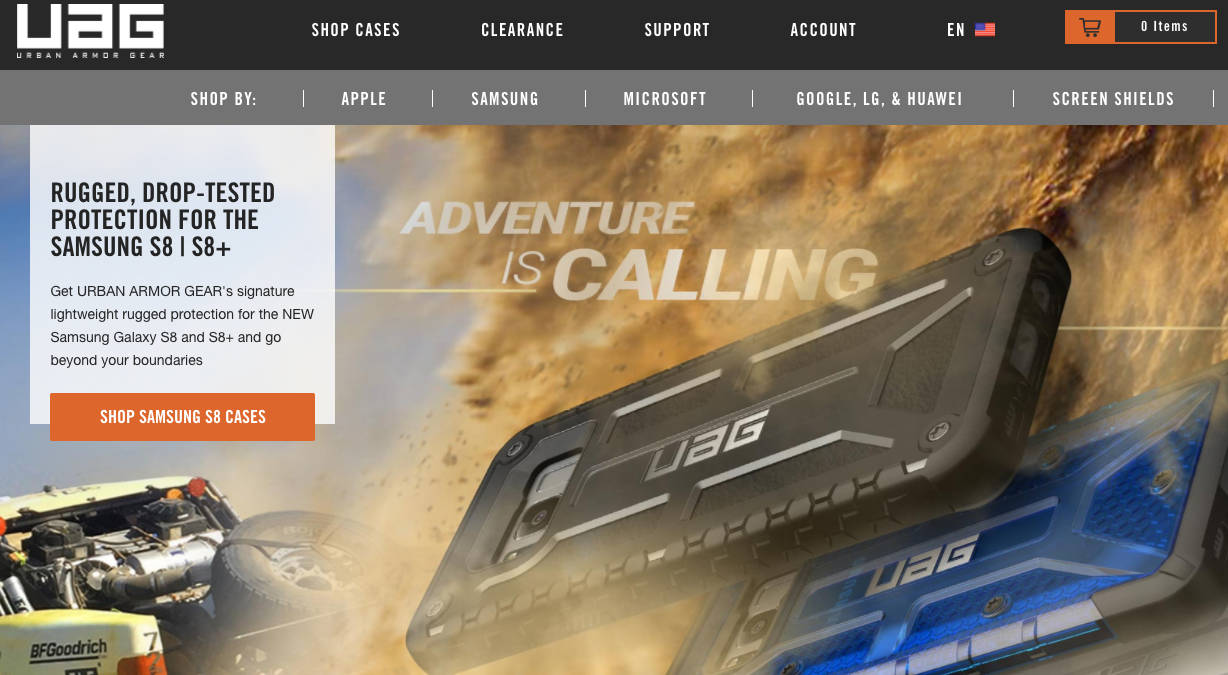 UAG
URBAN ARMOR GEAR
SHOP CASES
CLEARANCE
SUPPORT
ACCOUNT
EN
0 Items
SHOP BY:
APPLE
SAMSUNG
MICROSOFT
GOOGLE, LG, & HUAWEI
SCREEN SHIELDS
RUGGED, DROP-TESTED
PROTECTION FOR THE
SAMSUNG S8 | S8+
Get URBAN ARMOR GEAR's signature
lightweight rugged protection for the NEW
Samsung Galaxy S8 and S8+ and go
beyond your boundaries
SHOP SAMSUNG S8 CASES
ADVENTURE
IS CALLING
UAG
UAG
BFGoodrich
7